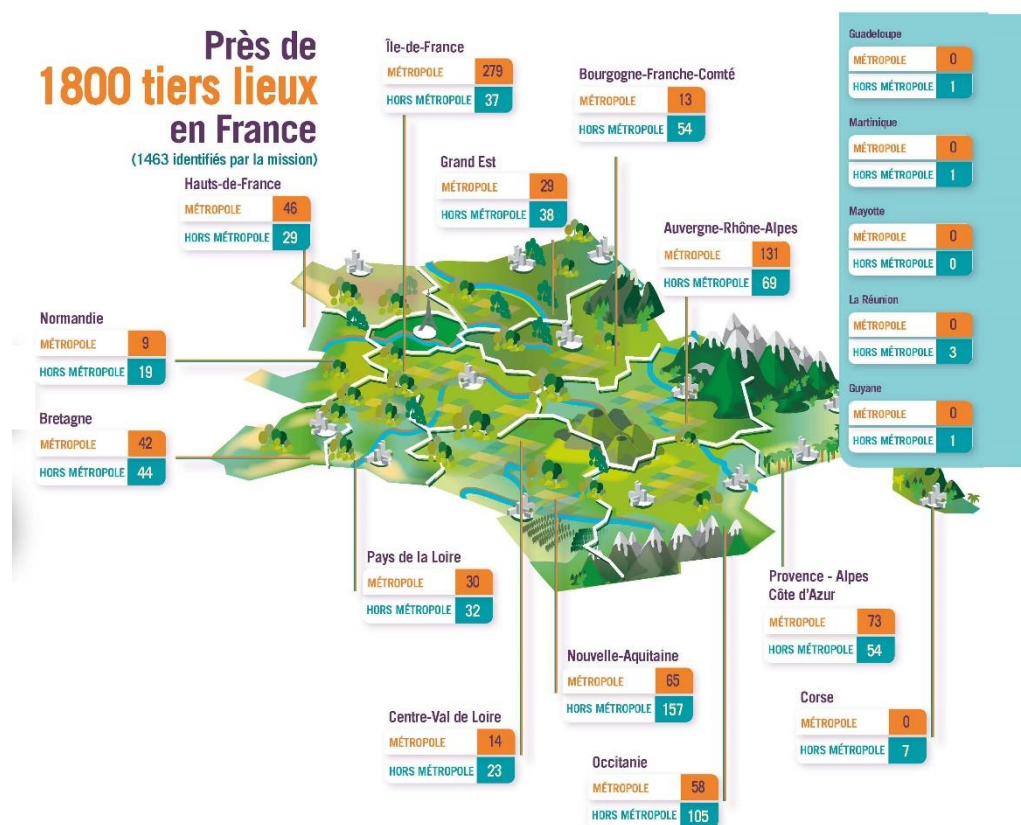 Près de
1800 tiers lieux
en France
(1463 identifiés par la mission)
Île-de-France
MÉTROPOLE 279
HORS MÉTROPOLE 37
Bourgogne-Franche-Comté
MÉTROPOLE 13
HORS MÉTROPOLE 54
Hauts-de-France
MÉTROPOLE 46
HORS MÉTROPOLE 29
Grand Est
MÉTROPOLE 29
HORS MÉTROPOLE 38
Auvergne-Rhône-Alpes
MÉTROPOLE 131
HORS MÉTROPOLE 69
Normandie
MÉTROPOLE 9
HORS MÉTROPOLE 19
Bretagne
MÉTROPOLE 42
HORS MÉTROPOLE 44
Pays de la Loire
MÉTROPOLE 30
HORS MÉTROPOLE 32
Centre-Val de Loire
MÉTROPOLE 14
HORS MÉTROPOLE 23
Nouvelle-Aquitaine
MÉTROPOLE 65
HORS MÉTROPOLE 157
Occitanie
MÉTROPOLE 58
HORS MÉTROPOLE 105
Provence - Alpes
Côte d'Azur
MÉTROPOLE 73
HORS MÉTROPOLE 54
Corse
MÉTROPOLE 0
HORS MÉTROPOLE 7
Guadeloupe
MÉTROPOLE 0
HORS MÉTROPOLE 1
Martinique
MÉTROPOLE 0
HORS MÉTROPOLE 1
Mayotte
MÉTROPOLE 0
HORS MÉTROPOLE 0
La Réunion
MÉTROPOLE 0
HORS MÉTROPOLE 3
Guyane
MÉTROPOLE 0
HORS MÉTROPOLE 1